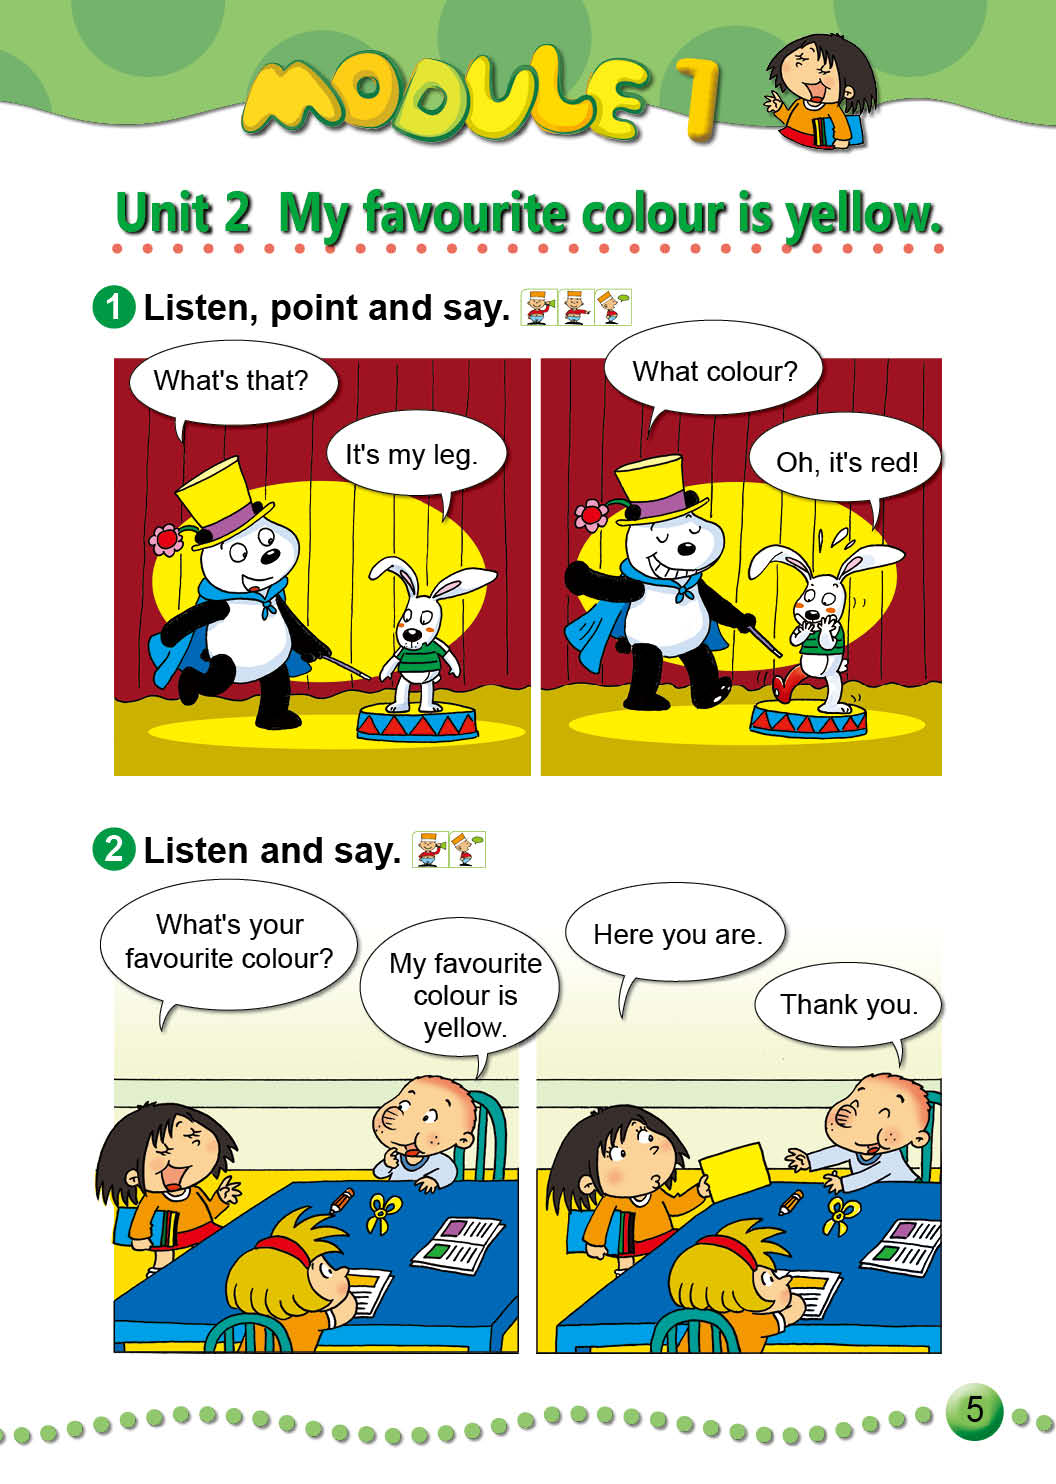 MODULE 1
Unit 2 My favourite colour is yellow.
1 Listen, point and say.
What's that?
It's my leg.
What colour?
Oh, it's red!
2 Listen and say.
What's your
favourite colour?
My favourite
colour is
yellow.
Here you are.
Thank you.
5